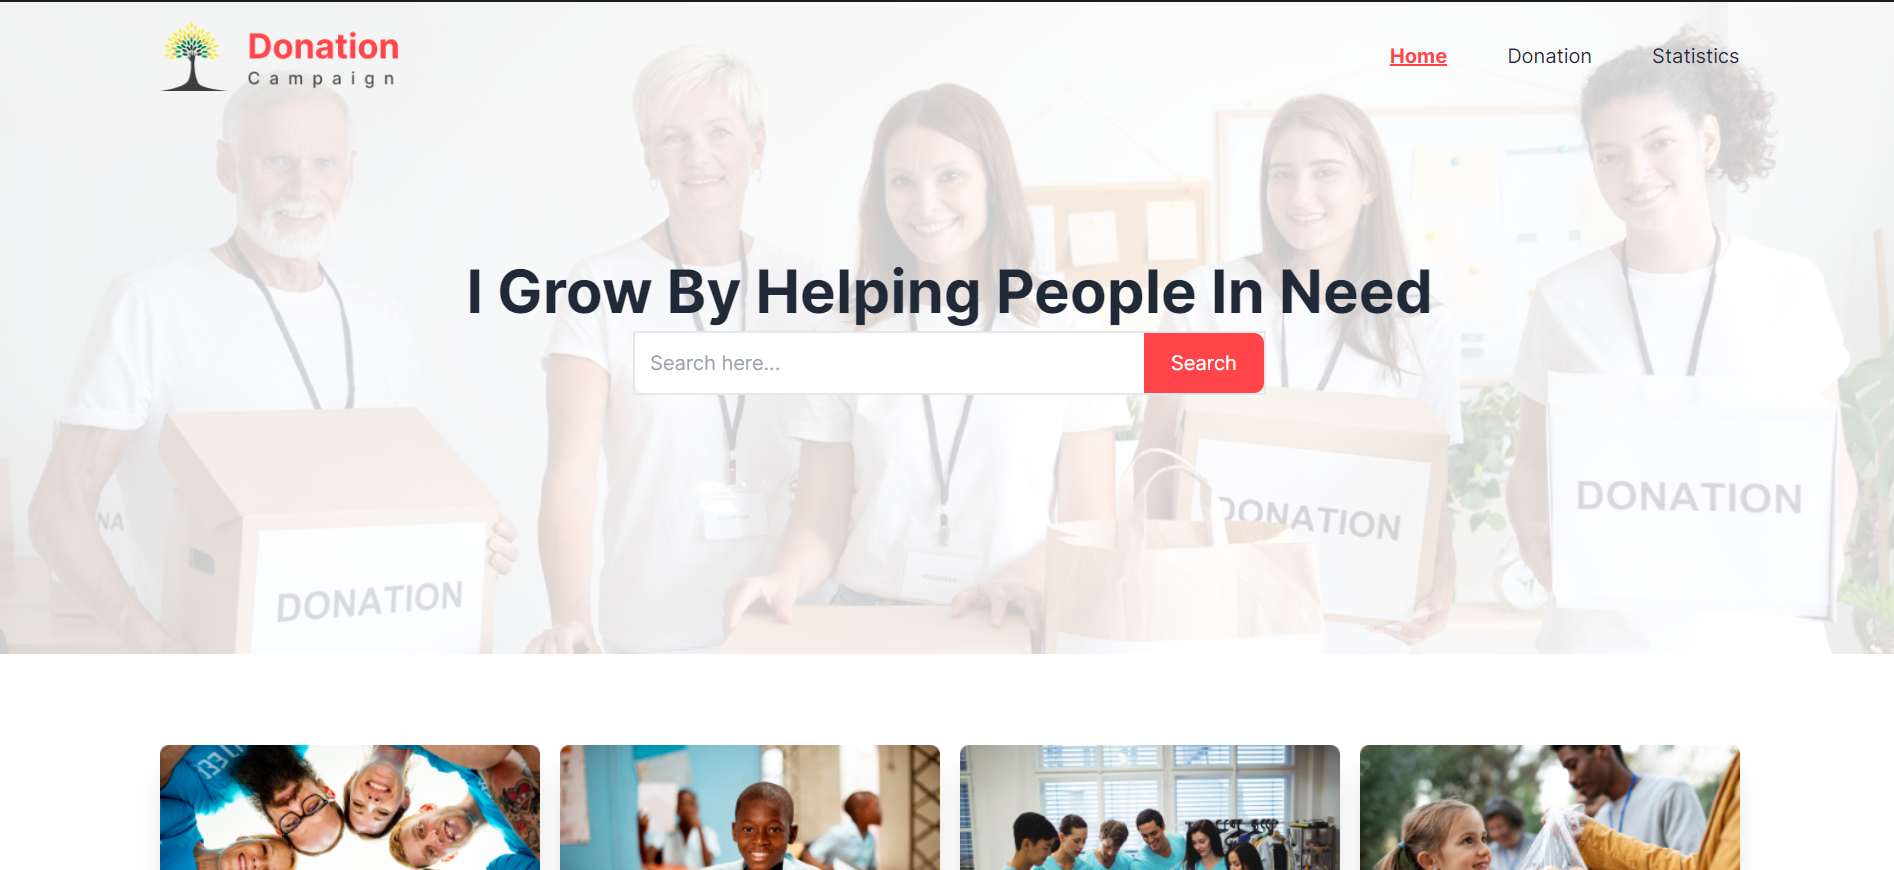 Donation
Campaign
Home
Donation
Statistics
I Grow By Helping People In Need
Search here...
Search
NA
DONATION
DONATION
DONATION